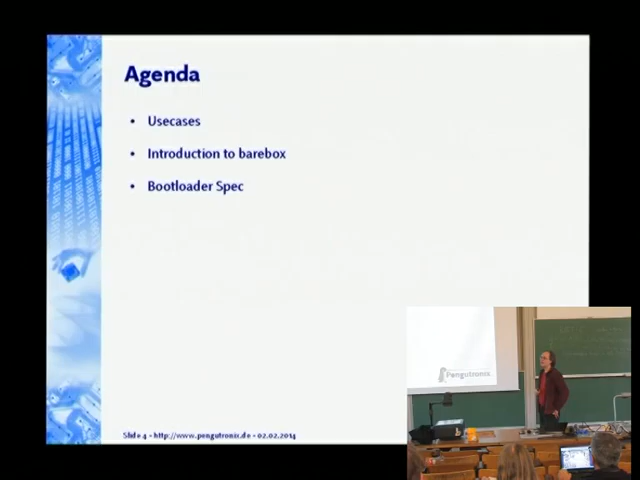 Agenda
• Usecases
• Introduction to barebox
• Bootloader Spec
Slide 4 - http://www.pengutronix.de - 02.02.2014
Pengutronix